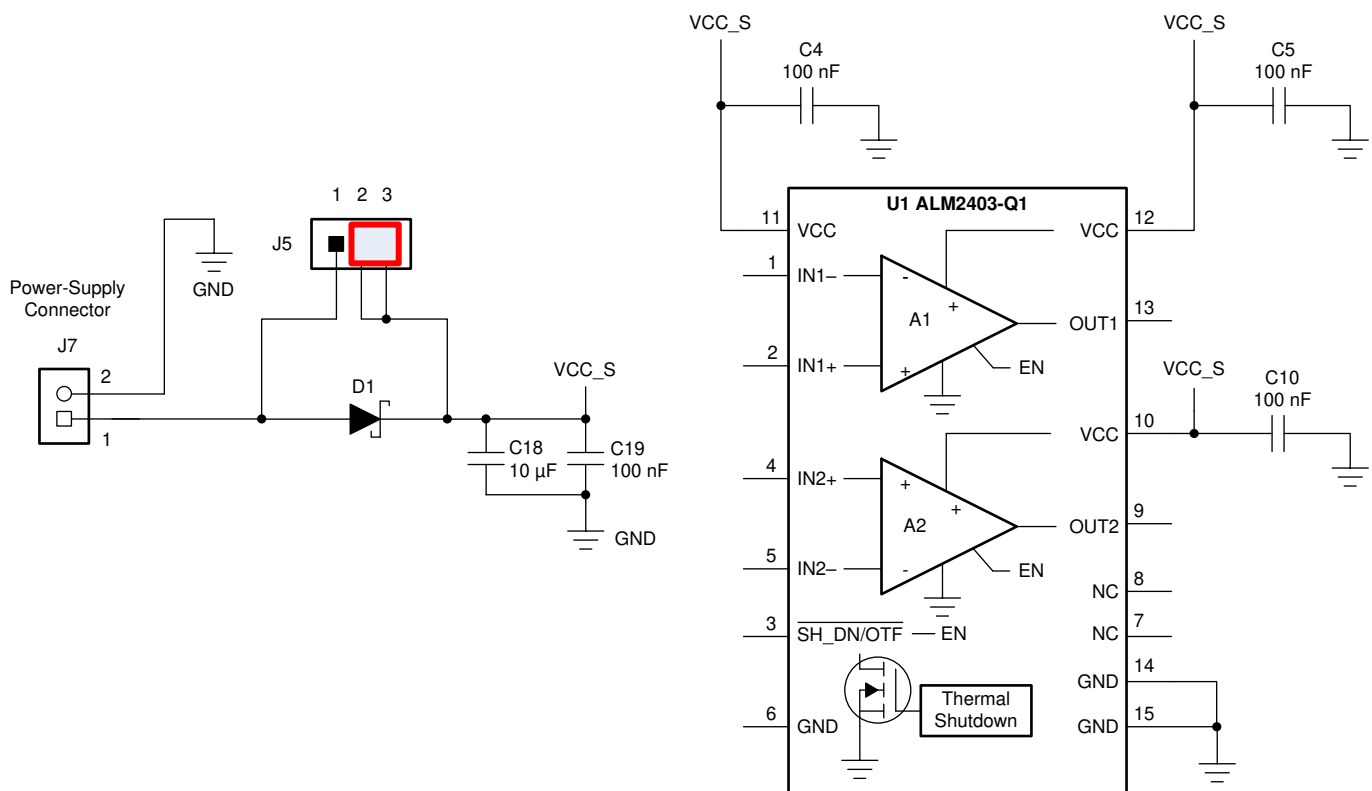 VCC_S
C4
100 nF
VCC_S
C5
100 nF
1 2 3
J5
GND
Power-Supply
Connector
J7
2
1
D1
VCC_S
C18
10 µF
C19
100 nF
GND
U1 ALM2403-Q1
11
VCC
VCC
12
1
IN1–
-
+
A1
OUT1
13
2
IN1+
+
EN
VCC_S
C10
100 nF
VCC
10
4
IN2+
+
+
A2
OUT2
9
5
IN2–
-
EN
NC
8
3
SH_DN/OTF
EN
NC
7
GND
14
Thermal
Shutdown
6
GND
GND
15